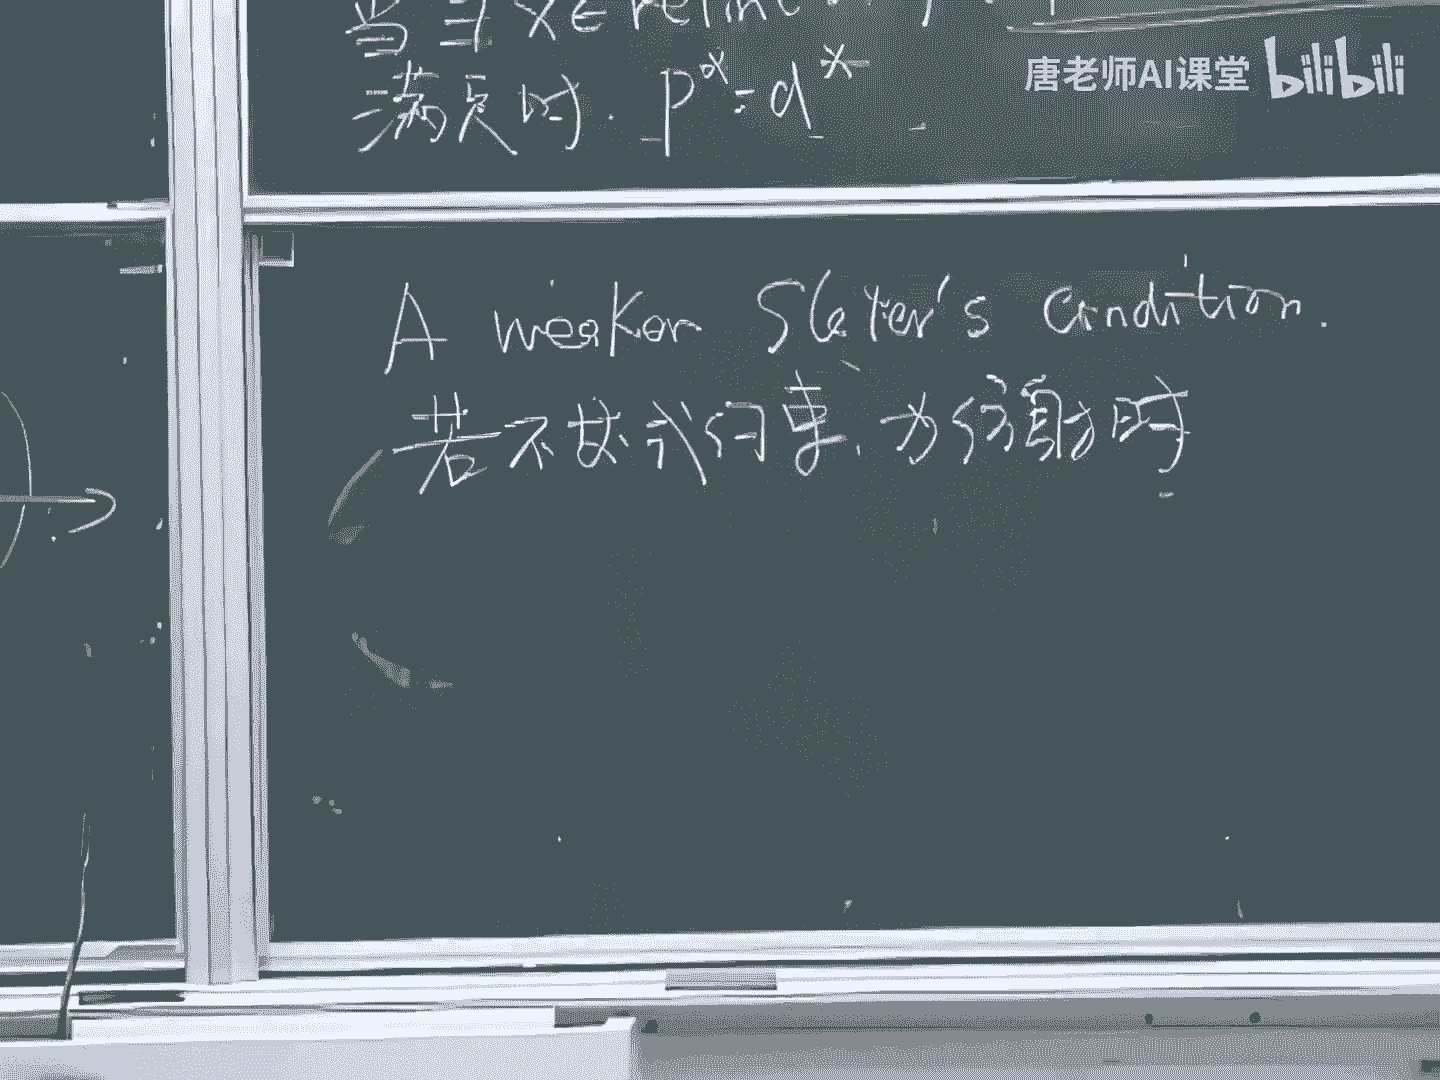 当 ∃ x ∈ relint
满足时. p* = d*
唐老师AI课堂 bilibili
A weaker Slater's Condition.
若不等式约束, 为仿射时